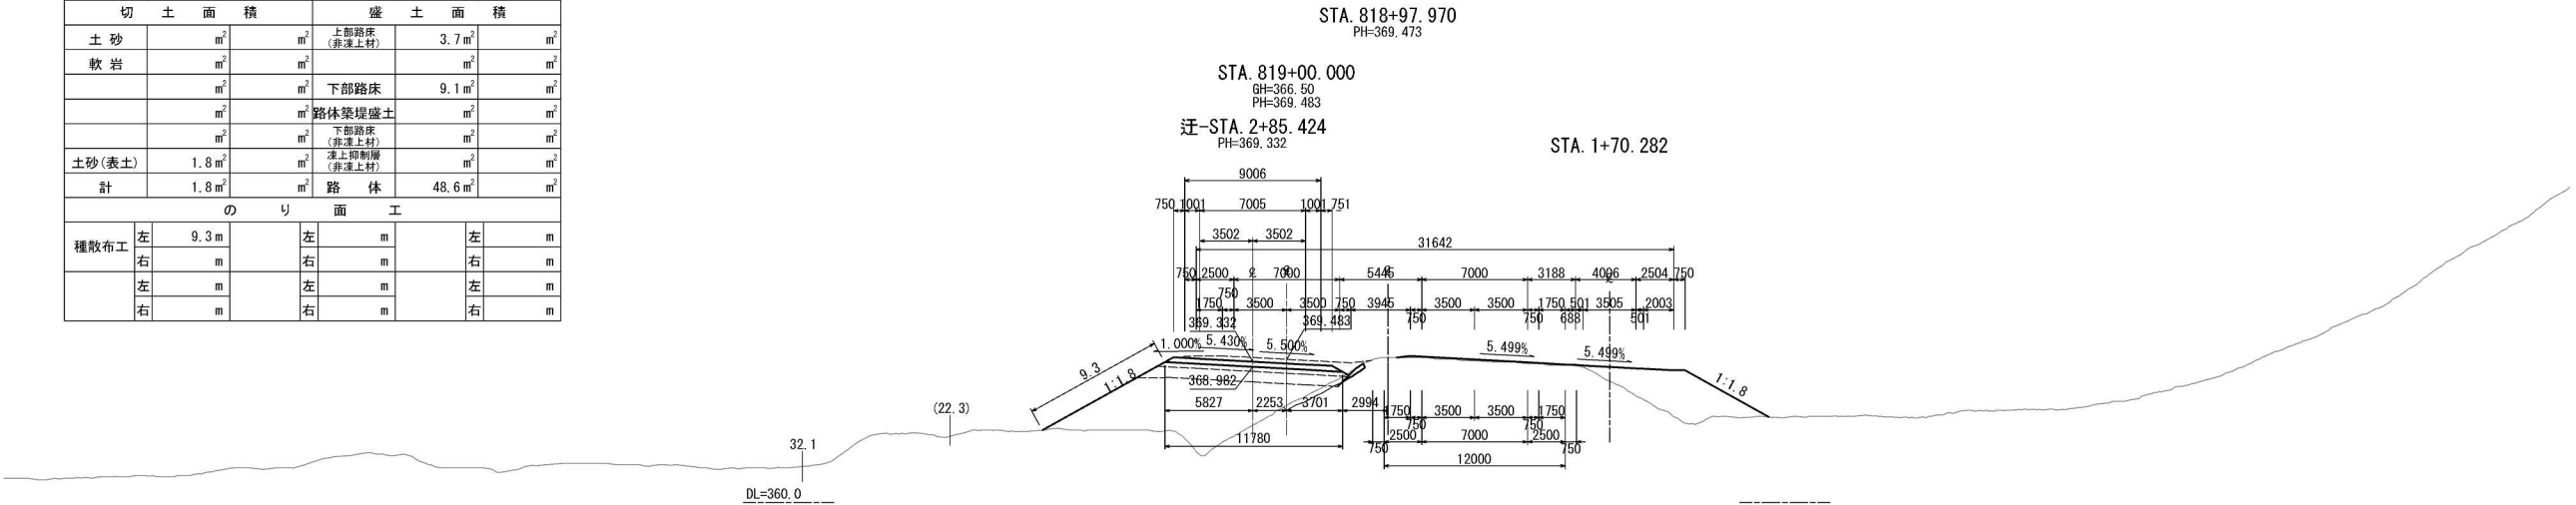 切土面積 盛土面積
土砂 m² m² 上部路床(非凍上材) 3.7m² m²
軟岩 m² m² m² m²
m² m² 下部路床 9.1m² m²
m² m² 路体築堤盛土 m² m²
m² m² 下部路床(非凍上材) m² m²
土砂(表土) 1.8m² m² 凍上抑制層(非凍上材) m² m²
計 1.8m² m² 路体 48.6m² m²
のり面工
種散布工 左 9.3m 左 m 左 m
右 m 右 m 右 m
左 m 左 m 左 m
右 m 右 m 右 m
STA.818+97.970
PH=369.473
STA.819+00.000
GH=366.50
PH=369.483
迂-STA.2+85.424
PH=369.332
STA.1+70.282
9006
750 1001 7005 1001 751
3502 3502
31642
750 2500 7000 5445 7000 3188 4006 2504 750
750
1750 3500 3500 750 3945 3500 3500 1750 501 3505 2003
750 750 688 501
369.332 369.483
1.000% 5.430% 5.500% 5.499% 5.499%
9.3
1:1.8
368.982
1:1.8
(22.3)
5827 2253 3701 2994 1750 3500 3500 1750
750 750
11780
2500 7000 2500
750 750
12000
32.1
DL=360.0